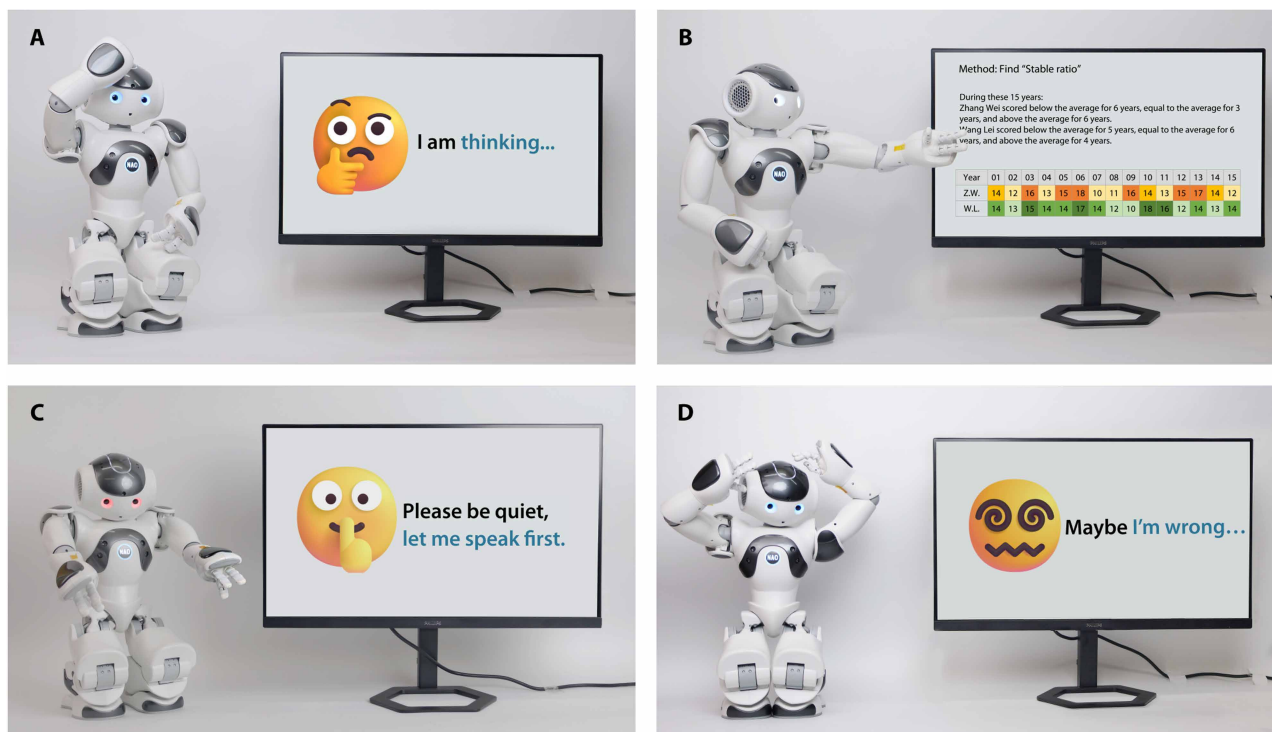 A
NAO
I am thinking...
B
NAO
Method: Find "Stable ratio"
During these 15 years:
Zhang Wei scored below the average for 6 years, equal to the average for 3
years, and above the average for 6 years.
Wang Lei scored below the average for 5 years, equal to the average for 6
years, and above the average for 4 years.
Year 01 02 03 04 05 06 07 08 09 10 11 12 13 14 15
Z.W. 14 12 16 13 15 18 10 11 16 14 13 15 17 14 12
W.L. 14 13 15 14 14 17 14 12 10 18 16 12 14 13 14
C
NAO
Please be quiet,
let me speak first.
D
NAO
Maybe I'm wrong...